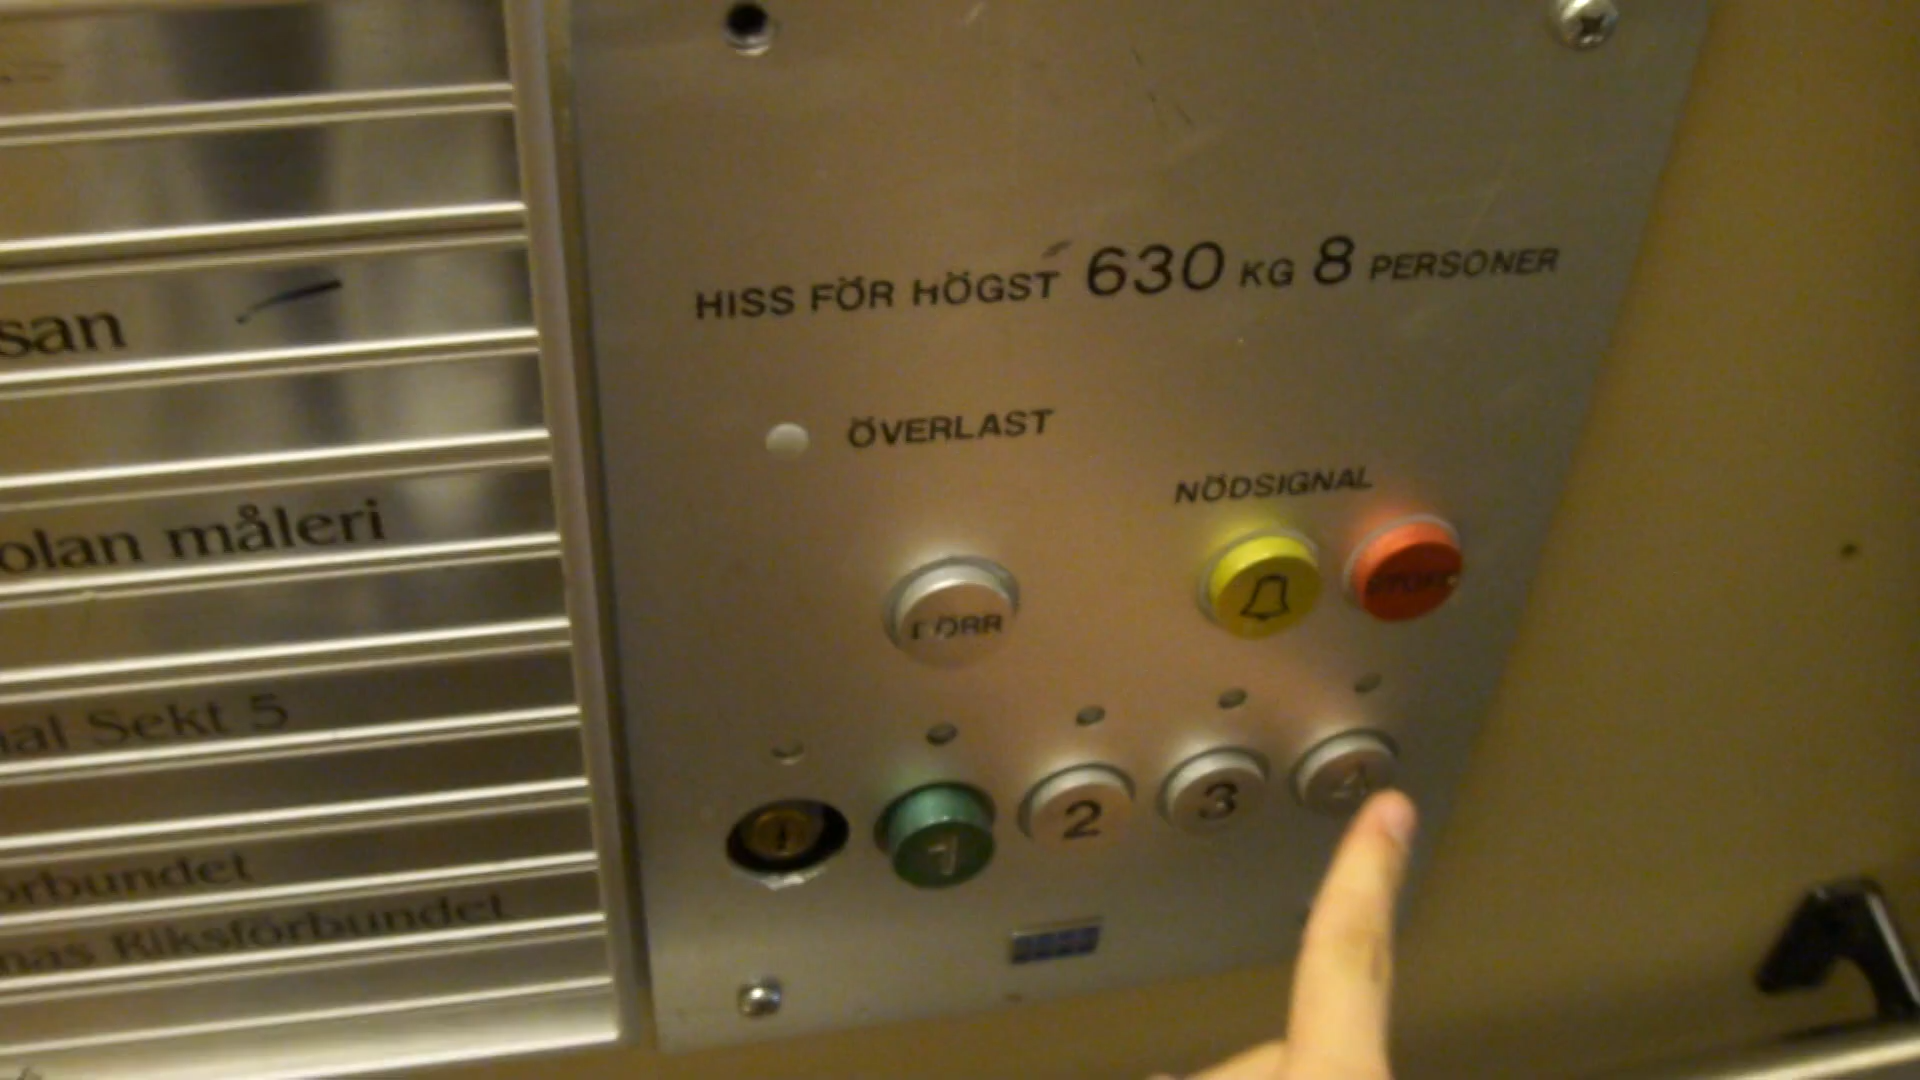 san
olan måleri
Sekt 5
Riksförbundet
HISS FÖR HÖGST 630 KG 8 PERSONER
ÖVERLAST
NÖDSIGNAL
DÖRR
1
2
3
4